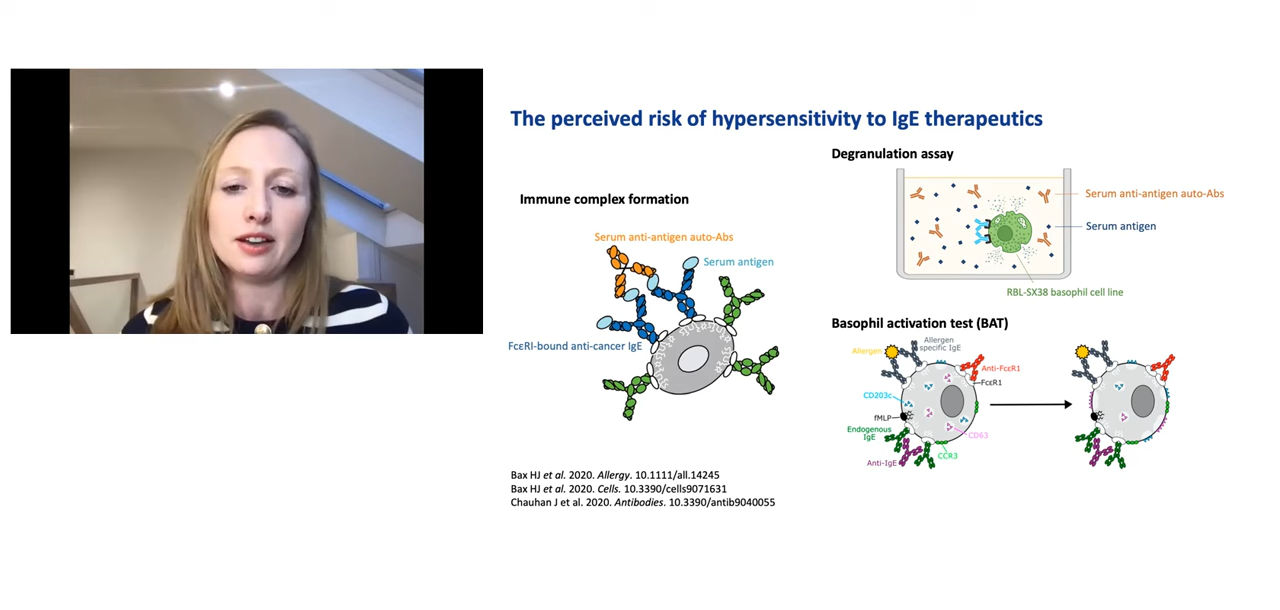 The perceived risk of hypersensitivity to IgE therapeutics
Immune complex formation
Serum anti-antigen auto-Abs
Serum antigen
FcεRI-bound anti-cancer IgE
Bax HJ et al. 2020. Allergy. 10.1111/all.14245
Bax HJ et al. 2020. Cells. 10.3390/cells9071631
Chauhan J et al. 2020. Antibodies. 10.3390/antib9040055
Degranulation assay
Serum anti-antigen auto-Abs
Serum antigen
RBL-SX38 basophil cell line
Basophil activation test (BAT)
Allergen
Allergen
specific IgE
Anti-FcεR1
FcεR1
CD203c
fMLP
Endogenous
IgE
CD63
CCR3
Anti-IgE